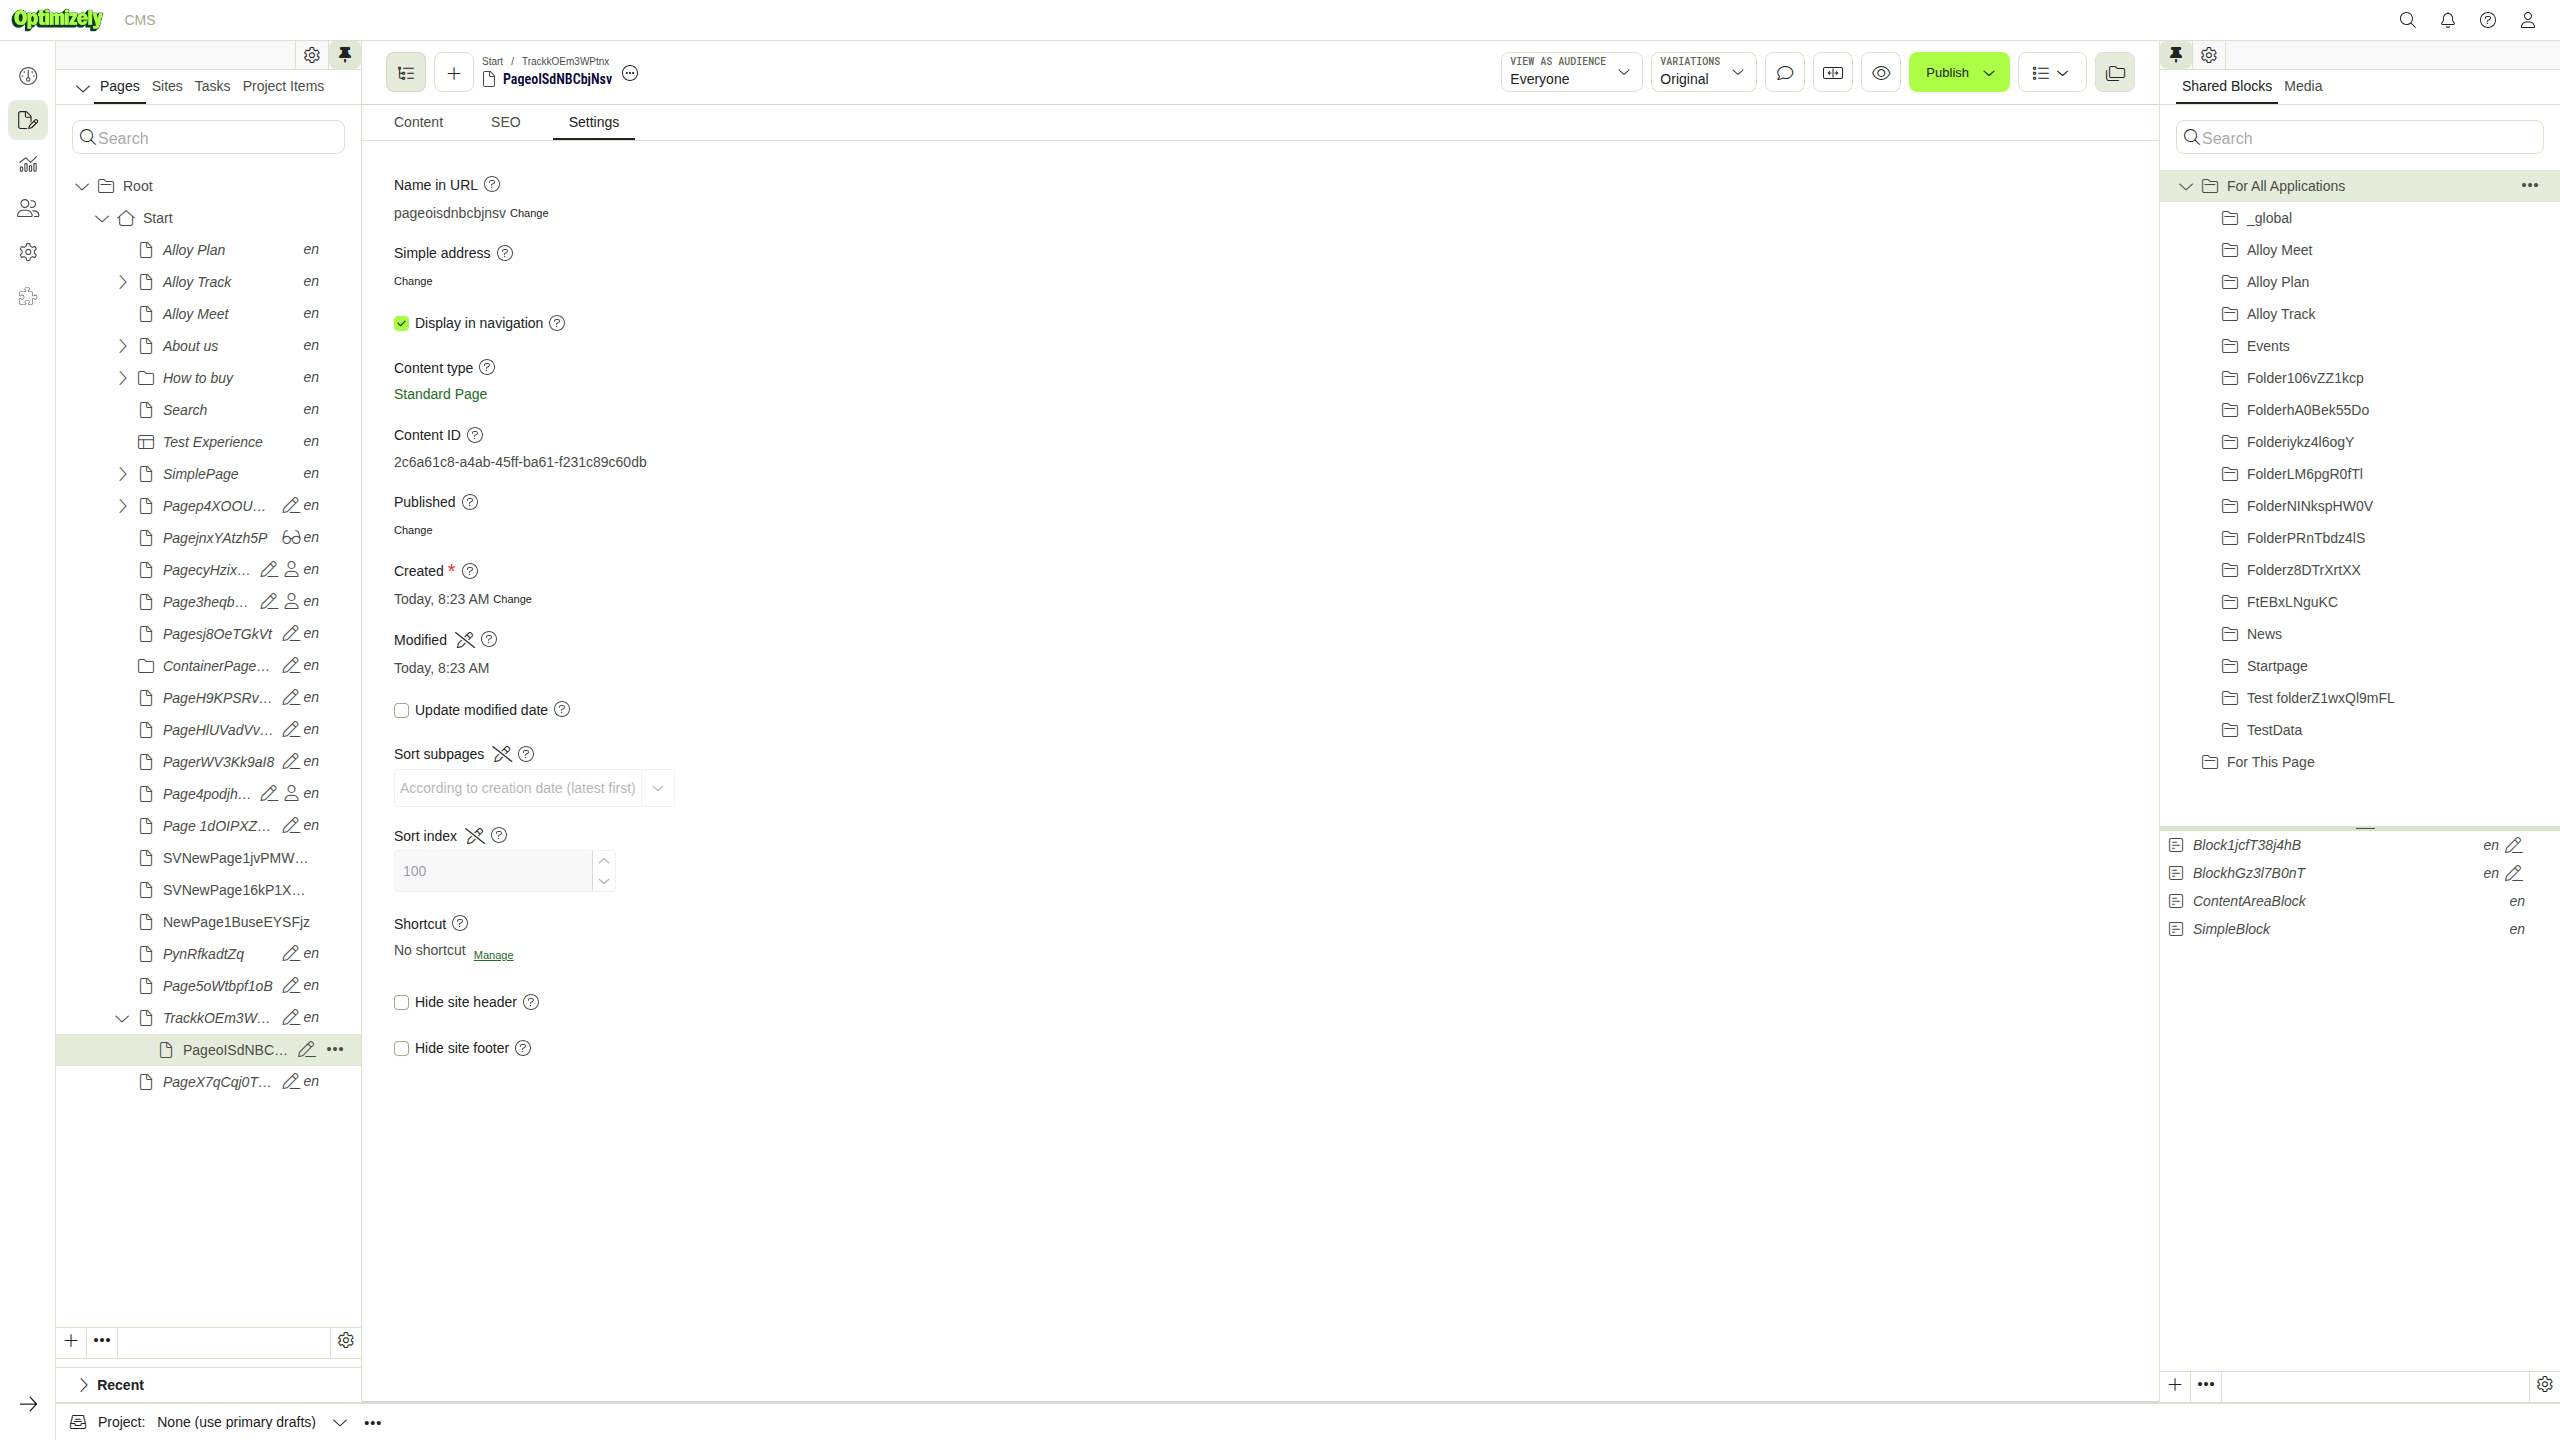 Optimizely CMS
Pages Sites Tasks Project Items
Search
Root
Start
Alloy Plan en
Alloy Track en
Alloy Meet en
About us en
How to buy en
Search en
Test Experience en
SimplePage en
Pagep4XOOU... en
PagejnxYAtzh5P en
PagecyHzix... en
Page3heqb... en
Pagesj8OeTGkVt en
ContainerPage... en
PageH9KPSRv... en
PageHlUVadVv... en
PagerWV3Kk9aI8 en
Page4podjh... en
Page 1dOIPXZ... en
SVNewPage1jvPMW...
SVNewPage16kP1X...
NewPage1BuseEYSFjz
PynRfkadtZq en
Page5oWtbpf1oB en
TrackkOEm3W... en
PageoISdNBC...
PageX7qCqj0T... en
Recent
Project: None (use primary drafts)
Start / TrackkOEm3WPtnx
PageoISdNBCbjNsv
VIEW AS AUDIENCE
Everyone
VARIATIONS
Original
Publish
Content SEO Settings
Name in URL
pageoisdnbcbjnsv Change
Simple address
Change
Display in navigation
Content type
Standard Page
Content ID
2c6a61c8-a4ab-45ff-ba61-f231c89c60db
Published
Change
Created *
Today, 8:23 AM Change
Modified
Today, 8:23 AM
Update modified date
Sort subpages
According to creation date (latest first)
Sort index
100
Shortcut
No shortcut Manage
Hide site header
Hide site footer
Shared Blocks Media
Search
For All Applications
_global
Alloy Meet
Alloy Plan
Alloy Track
Events
Folder106vZZ1kcp
FolderhA0Bek55Do
Folderiykz4l6ogY
FolderLM6pgR0fTl
FolderNINkspHW0V
FolderPRnTbdz4lS
Folderz8DTrXrtXX
FtEBxLNguKC
News
Startpage
Test folderZ1wxQl9mFL
TestData
For This Page
Block1jcfT38j4hB en
BlockhGz3l7B0nT en
ContentAreaBlock en
SimpleBlock en